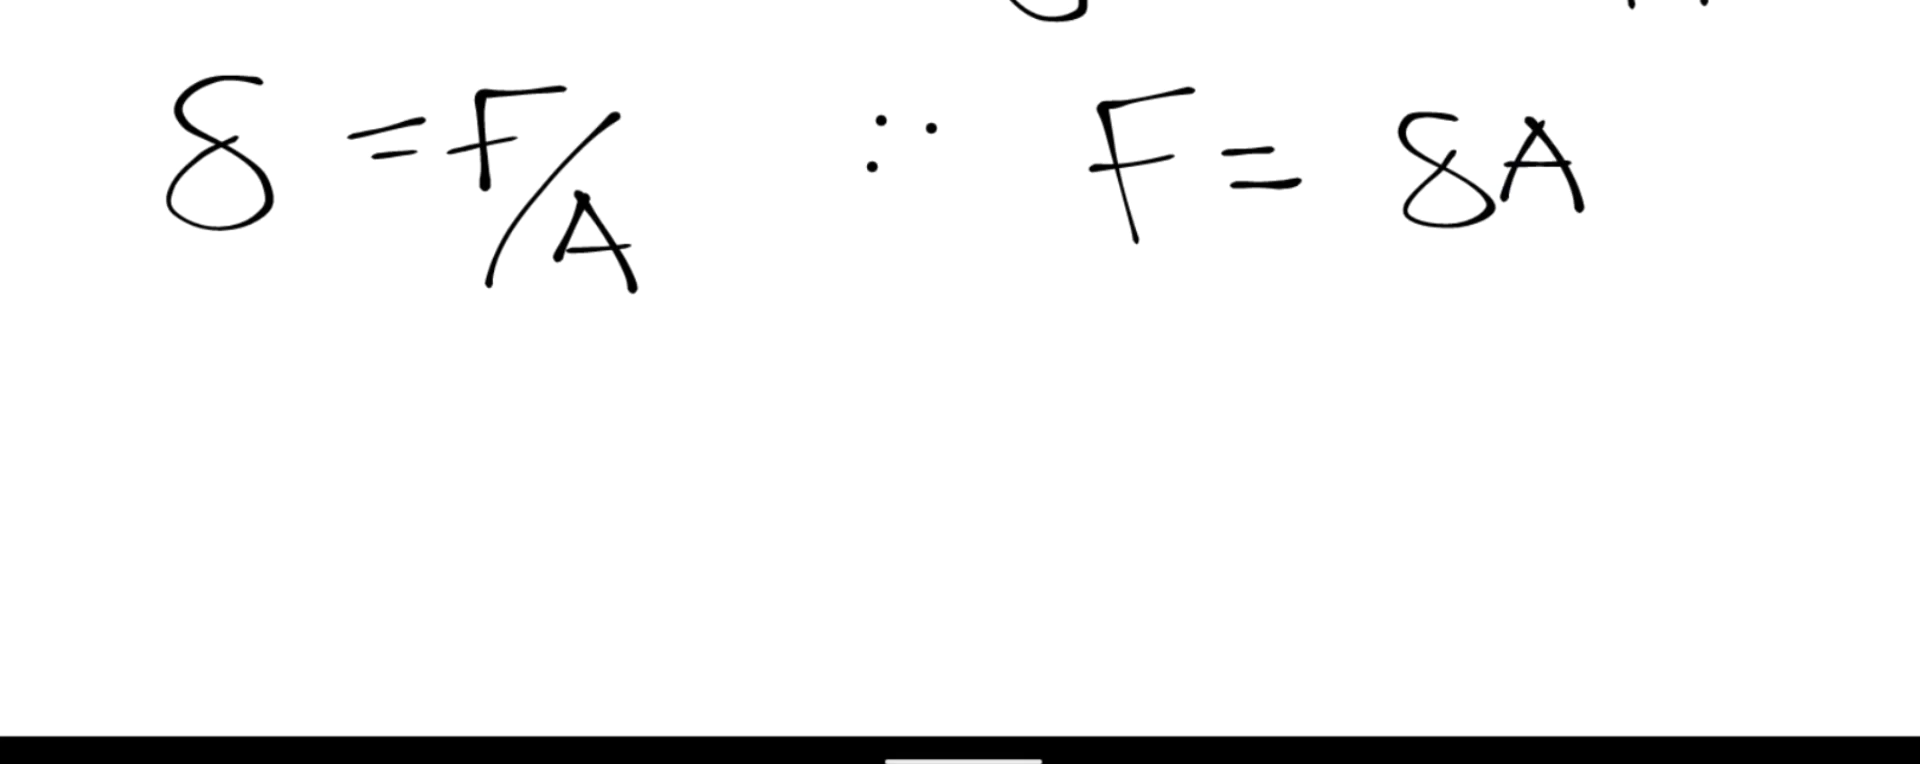 δ = F/A ∵ F = δA